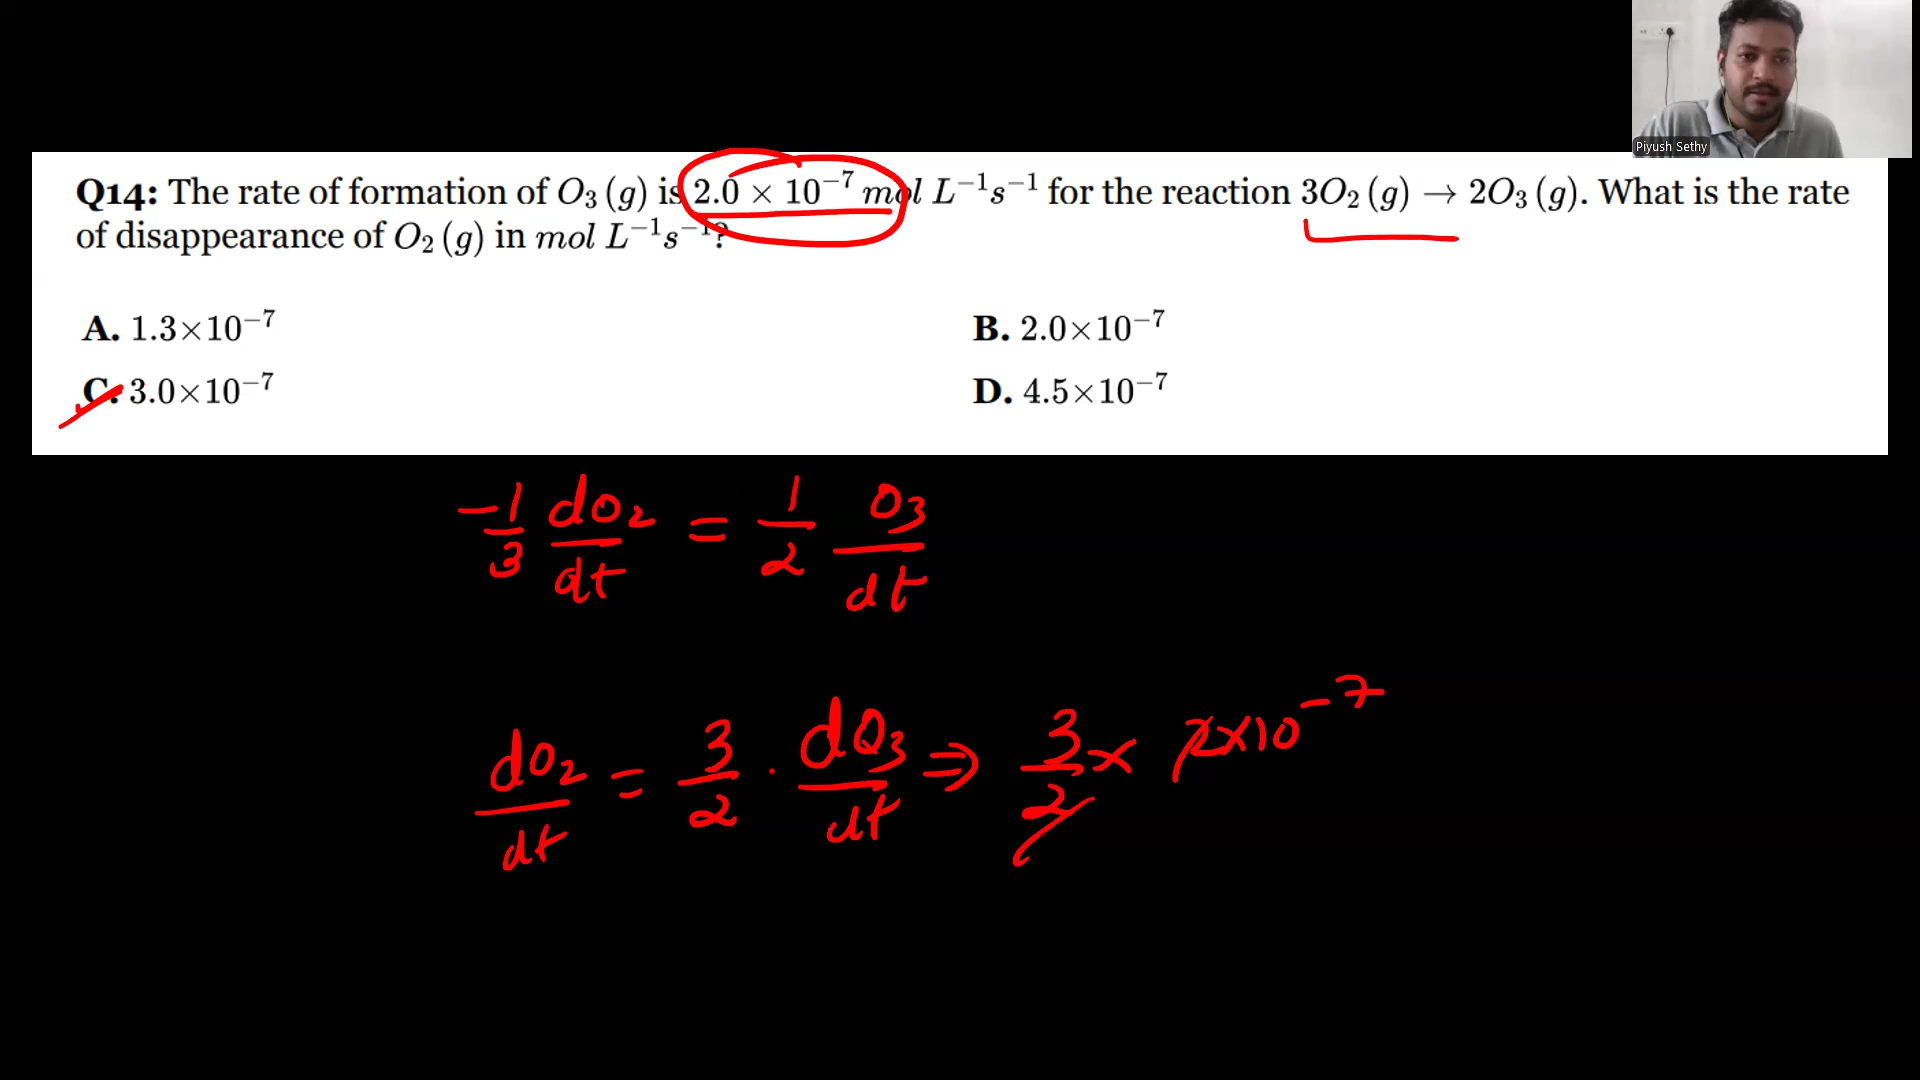 Piyush Sethy
Q14: The rate of formation of O₃ (g) is 2.0 × 10⁻⁷ mol L⁻¹s⁻¹ for the reaction 3O₂ (g) → 2O₃ (g). What is the rate
of disappearance of O₂ (g) in mol L⁻¹s⁻¹?
A. 1.3×10⁻⁷
B. 2.0×10⁻⁷
C. 3.0×10⁻⁷
D. 4.5×10⁻⁷
-1/3 dO₂/dt = 1/2 O₃/dt
dO₂/dt = 3/2 · dO₃/dt ⇒ 3/2 × 2×10⁻⁷